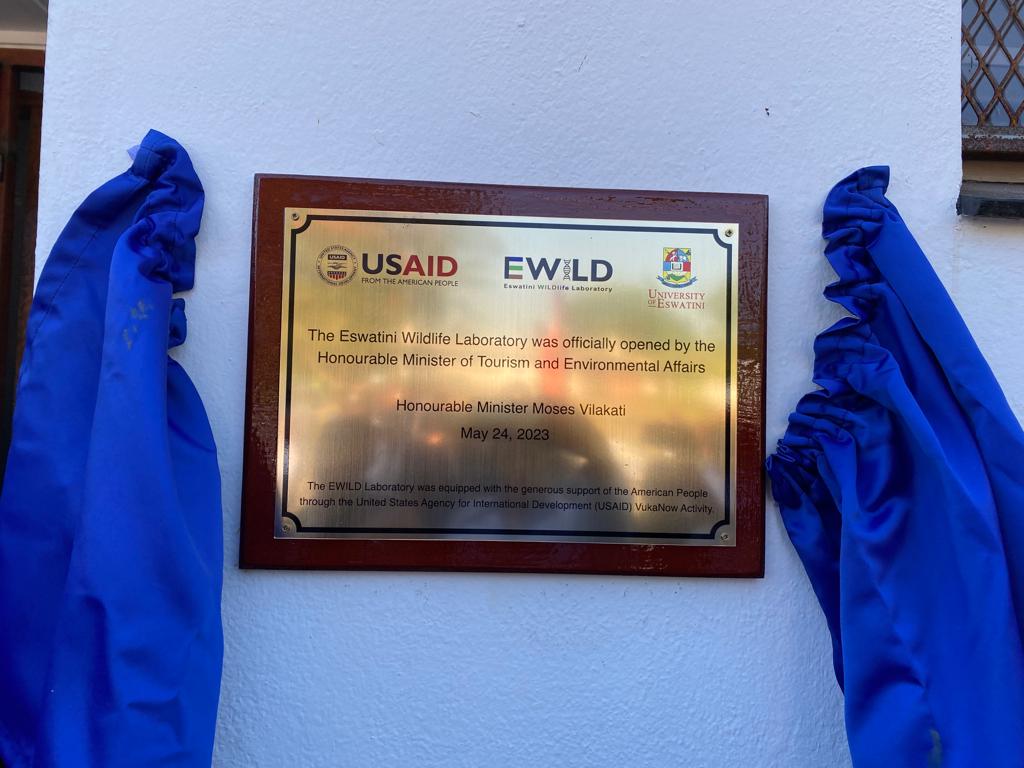 USAID
USAID
FROM THE AMERICAN PEOPLE
EWILD
Eswatini WILDlife Laboratory
UNIVERSITY
OF ESWATINI
The Eswatini Wildlife Laboratory was officially opened by the
Honourable Minister of Tourism and Environmental Affairs
Honourable Minister Moses Vilakati
May 24, 2023
The EWILD Laboratory was equipped with the generous support of the American People
through the United States Agency for International Development (USAID) VukaNow Activity.